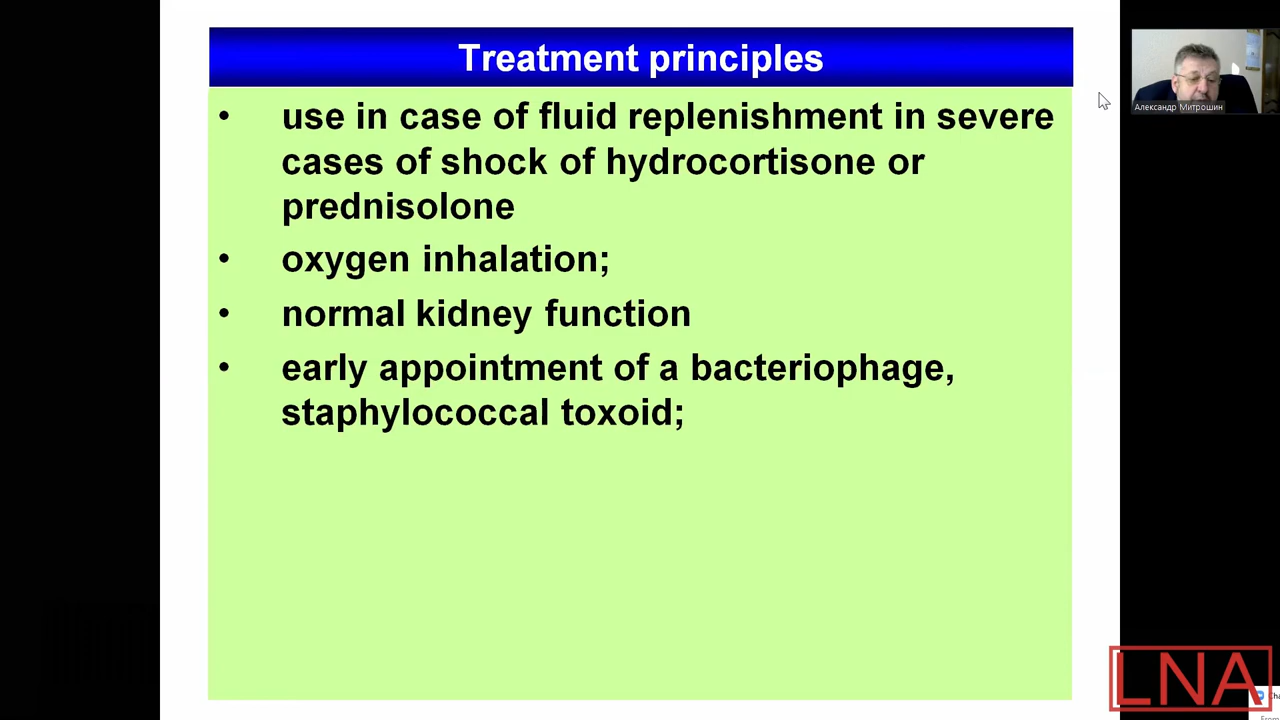 Treatment principles
• use in case of fluid replenishment in severe
cases of shock of hydrocortisone or
prednisolone
• oxygen inhalation;
• normal kidney function
• early appointment of a bacteriophage,
staphylococcal toxoid;
Александр Митрошин
LNA